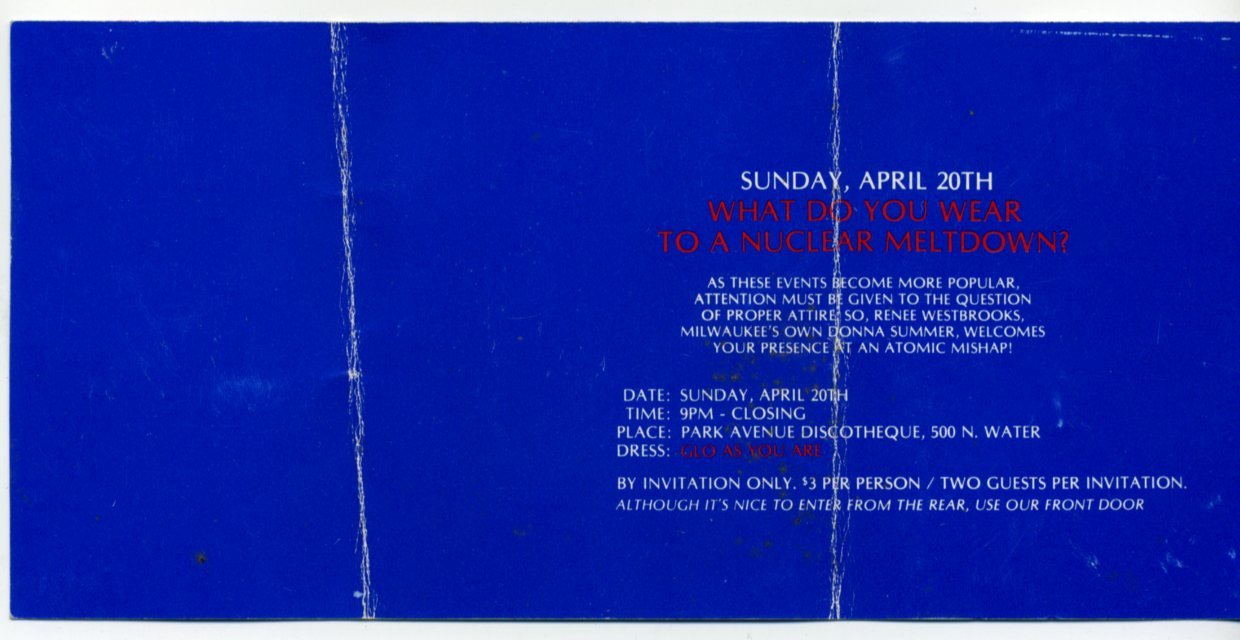 SUNDAY, APRIL 20TH
WHAT DO YOU WEAR
TO A NUCLEAR MELTDOWN?
AS THESE EVENTS BECOME MORE POPULAR,
ATTENTION MUST BE GIVEN TO THE QUESTION
OF PROPER ATTIRE. SO, RENEE WESTBROOKS,
MILWAUKEE'S OWN DONNA SUMMER, WELCOMES
YOUR PRESENCE AT AN ATOMIC MISHAP!
DATE: SUNDAY, APRIL 20TH
TIME: 9PM - CLOSING
PLACE: PARK AVENUE DISCOTHEQUE, 500 N. WATER
DRESS: GLO AS YOU ARE
BY INVITATION ONLY. $3 PER PERSON / TWO GUESTS PER INVITATION.
ALTHOUGH IT'S NICE TO ENTER FROM THE REAR, USE OUR FRONT DOOR